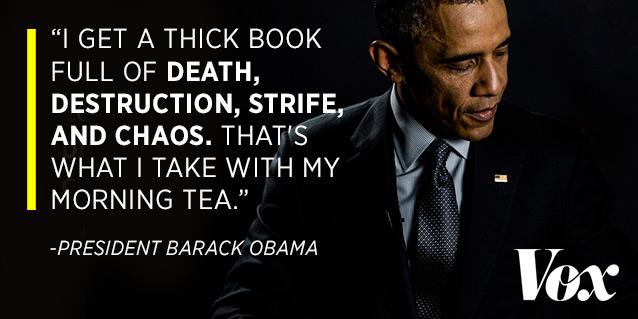 “I GET A THICK BOOK
FULL OF DEATH,
DESTRUCTION, STRIFE,
AND CHAOS. THAT'S
WHAT I TAKE WITH MY
MORNING TEA.”
-PRESIDENT BARACK OBAMA
Vox